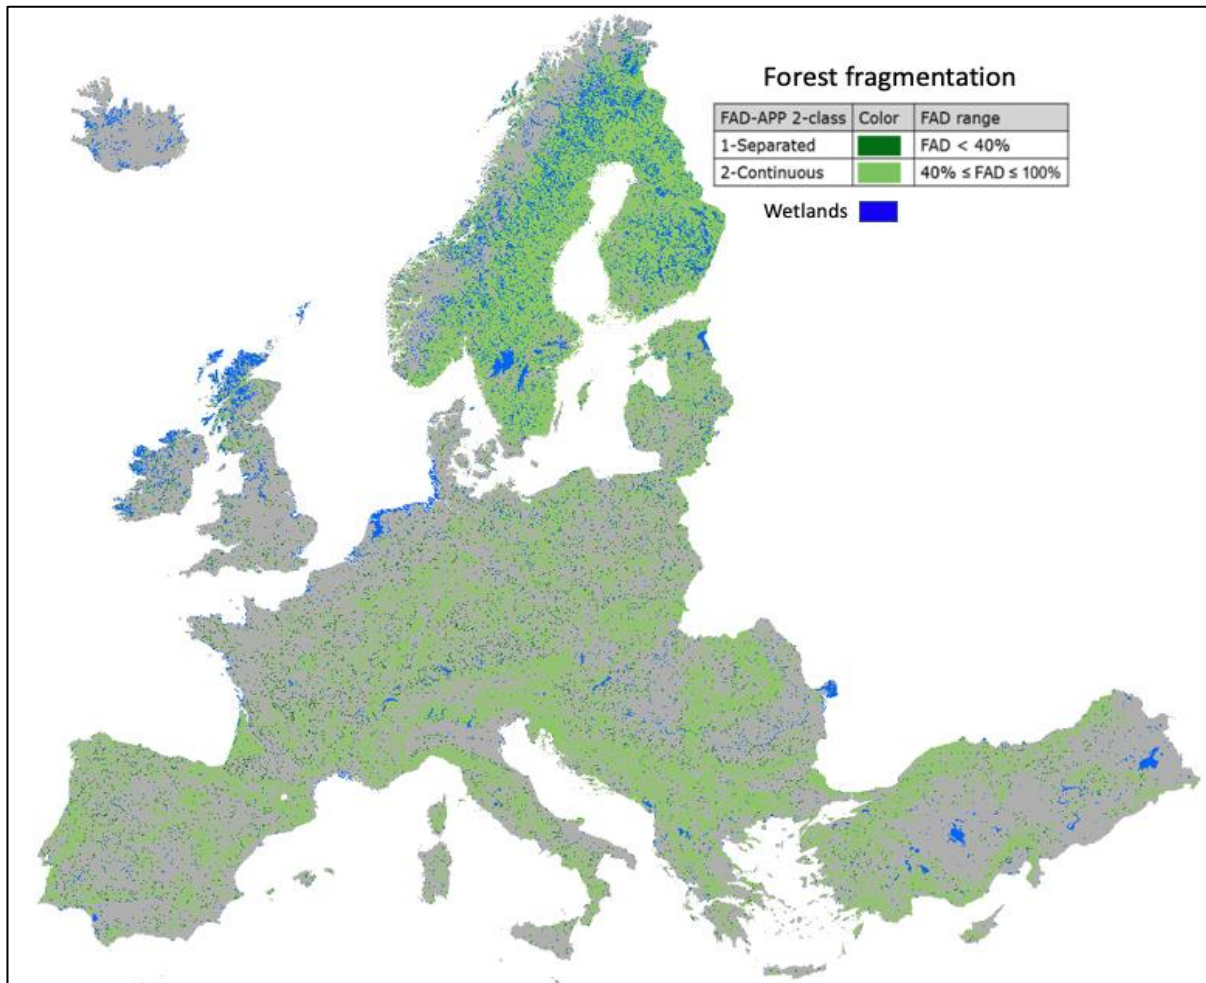 Forest fragmentation
FAD-APP 2-class Color FAD range
1-Separated FAD < 40%
2-Continuous 40% ≤ FAD ≤ 100%
Wetlands